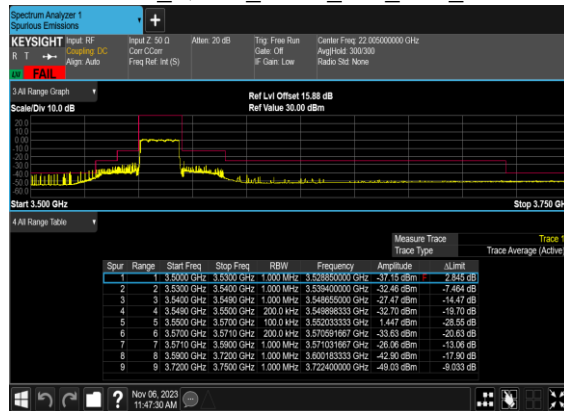 Spectrum Analyzer 1
Spurious Emissions
+
KEYSIGHT Input: RF Input Z: 50 Ω Atten: 20 dB Trig: Free Run Center Freq: 22.005000000 GHz
R T Coupling: DC Corr CCorr Gate: Off Avg|Hold: 300/300
Align: Auto Freq Ref: Int (S) IF Gain: Low Radio Std: None
LV FAIL
3 All Range Graph Ref Lvl Offset 15.88 dB
Scale/Div 10.0 dB Ref Value 30.00 dBm
20.0
10.0
0.00
-10.0
-20.0
-30.0
-40.0
-50.0
-60.0
Start 3.500 GHz Stop 3.750 GH
4 All Range Table
Measure Trace Trace 1
Trace Type Trace Average (Active)
Spur Range Start Freq Stop Freq RBW Frequency Amplitude ΔLimit
1 1 3.5000 GHz 3.5300 GHz 1.000 MHz 3.528850000 GHz -37.15 dBm F 2.845 dB
2 2 3.5300 GHz 3.5400 GHz 1.000 MHz 3.539400000 GHz -32.46 dBm -7.464 dB
3 3 3.5400 GHz 3.5490 GHz 1.000 MHz 3.548655000 GHz -27.47 dBm -14.47 dB
4 4 3.5490 GHz 3.5500 GHz 200.0 kHz 3.549898333 GHz -32.70 dBm -19.70 dB
5 5 3.5500 GHz 3.5700 GHz 100.0 kHz 3.552033333 GHz 1.447 dBm -28.55 dB
6 6 3.5700 GHz 3.5710 GHz 200.0 kHz 3.570591667 GHz -33.63 dBm -20.63 dB
7 7 3.5710 GHz 3.5900 GHz 1.000 MHz 3.571031667 GHz -26.06 dBm -13.06 dB
8 8 3.5900 GHz 3.7200 GHz 1.000 MHz 3.600183333 GHz -42.90 dBm -17.90 dB
9 9 3.7200 GHz 3.7500 GHz 1.000 MHz 3.722400000 GHz -49.03 dBm -9.033 dB
? Nov 06, 2023
11:47:30 AM